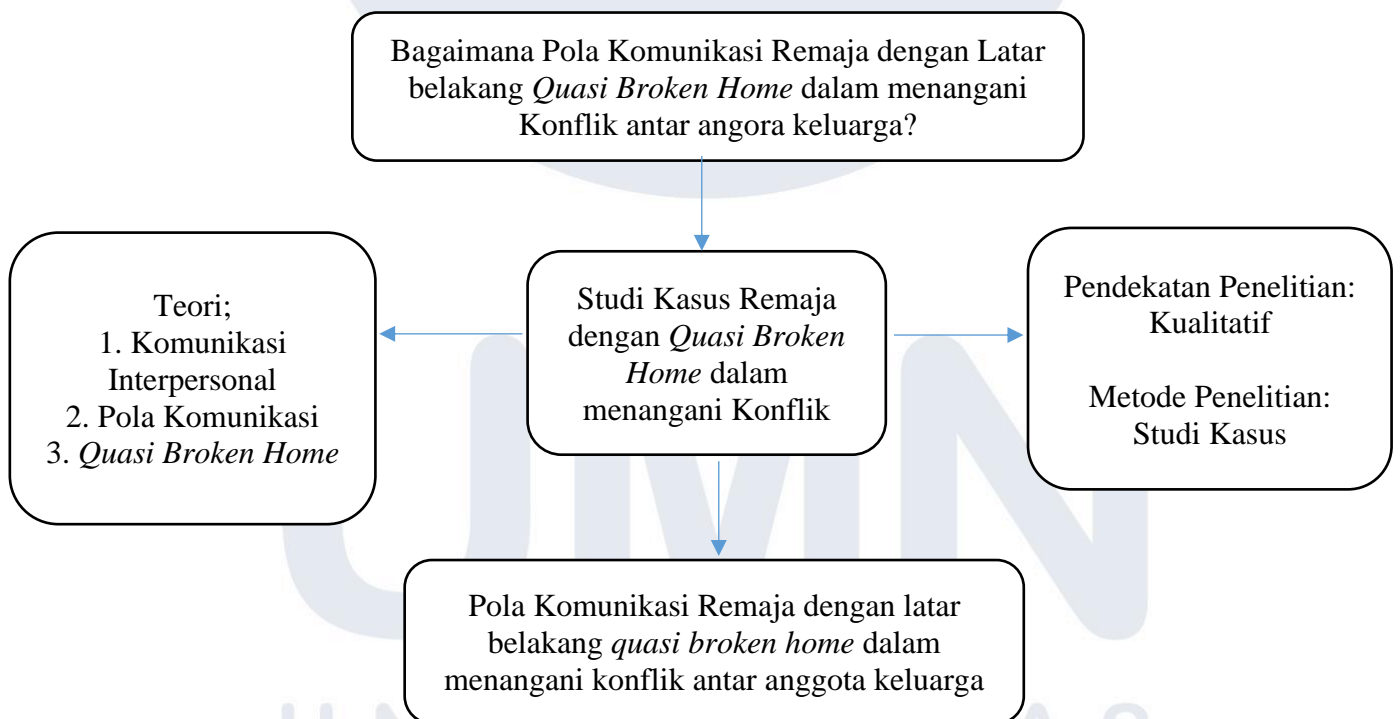 Bagaimana Pola Komunikasi Remaja dengan Latar
belakang Quasi Broken Home dalam menangani
Konflik antar angora keluarga?
Teori;
1. Komunikasi
Interpersonal
2. Pola Komunikasi
3. Quasi Broken Home
Studi Kasus Remaja
dengan Quasi Broken
Home dalam
menangani Konflik
Pendekatan Penelitian:
Kualitatif
Metode Penelitian:
Studi Kasus
Pola Komunikasi Remaja dengan latar
belakang quasi broken home dalam
menangani konflik antar anggota keluarga
UMN